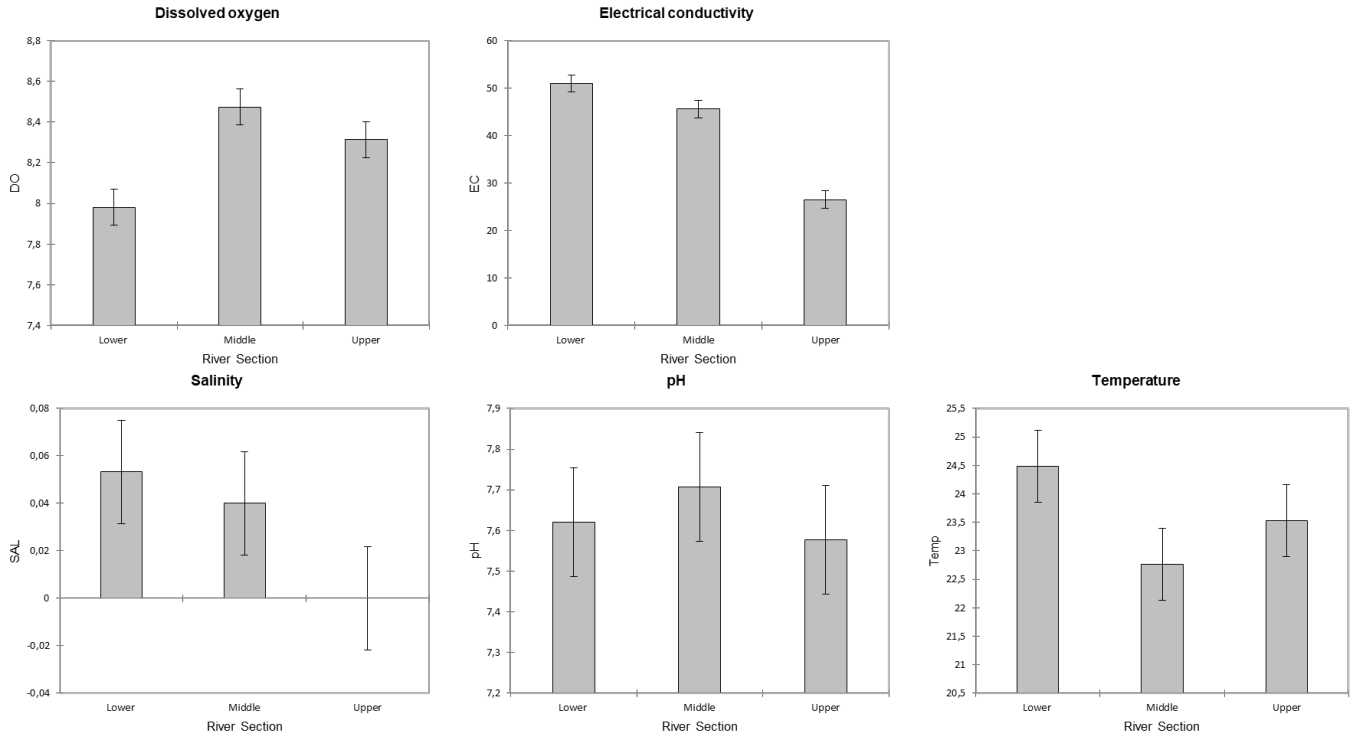 Dissolved oxygen
8,8
8,6
8,4
8,2
8
7,8
7,6
7,4
DO
Lower
Middle
Upper
River Section
Electrical conductivity
60
50
40
30
20
10
0
EC
Lower
Middle
Upper
River Section
Salinity
0,08
0,06
0,04
0,02
0
-0,02
-0,04
SAL
Lower
Middle
Upper
River Section
pH
7,9
7,8
7,7
7,6
7,5
7,4
7,3
7,2
pH
Lower
Middle
Upper
River Section
Temperature
25,5
25
24,5
24
23,5
23
22,5
22
21,5
21
20,5
Temp
Lower
Middle
Upper
River Section